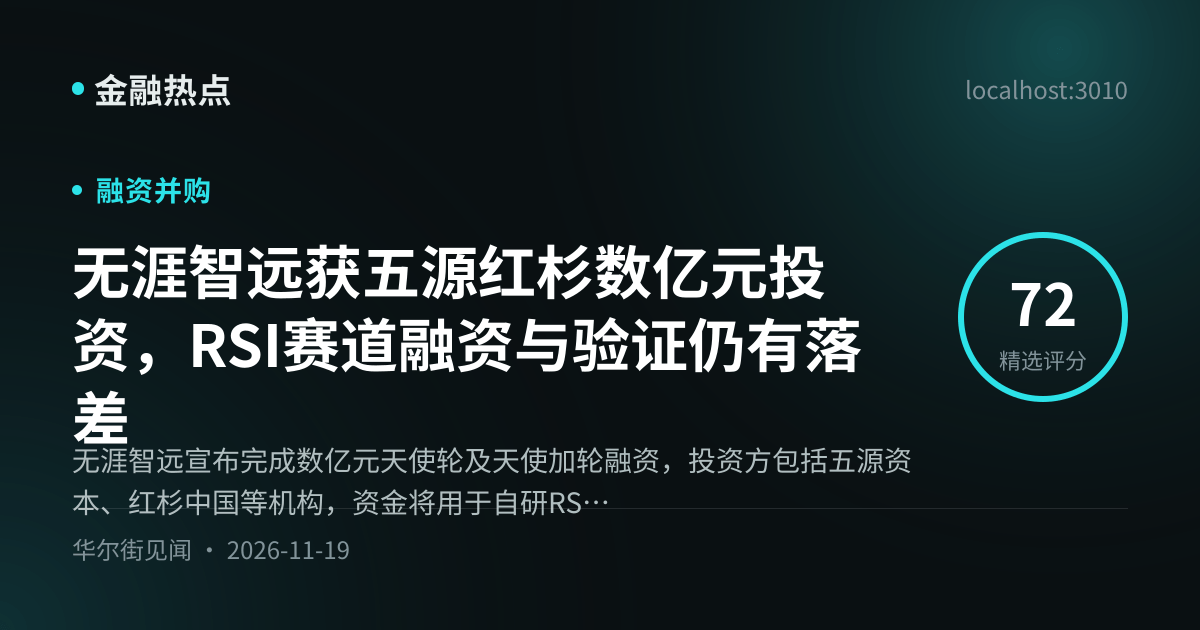 金融热点
localhost:3010
融资并购
无涯智远获五源红杉数亿元投
资，RSI赛道融资与验证仍有落
差
72
精选评分
无涯智远宣布完成数亿元天使轮及天使加轮融资，投资方包括五源资
本、红杉中国等机构，资金将用于自研RS…
华尔街见闻 · 2026-11-19